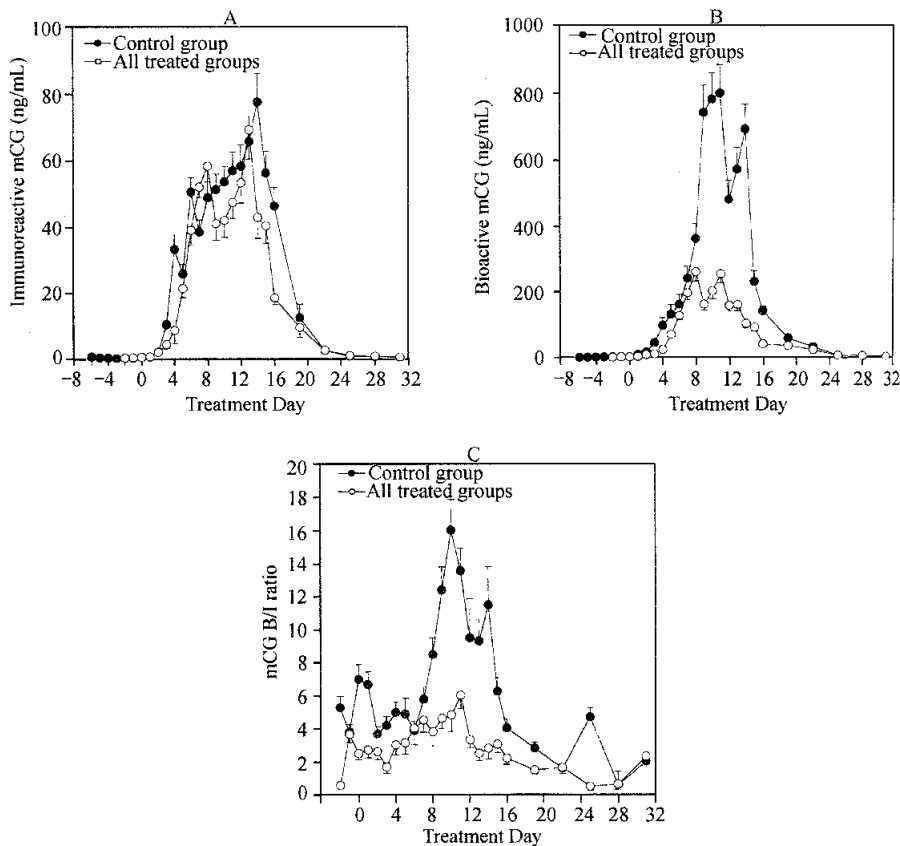 A
100
80
60
40
20
0
Immunoreactive mCG (ng/mL)
Control group
All treated groups
−8 −4 0 4 8 12 16 20 24 28 32
Treatment Day
B
1000
800
600
400
200
0
Bioactive mCG (ng/mL)
Control group
All treated groups
−8 −4 0 4 8 12 16 20 24 28 32
Treatment Day
C
20
18
16
14
12
10
8
6
4
2
0
mCG B/I ratio
Control group
All treated groups
0 4 8 12 16 20 24 28 32
Treatment Day